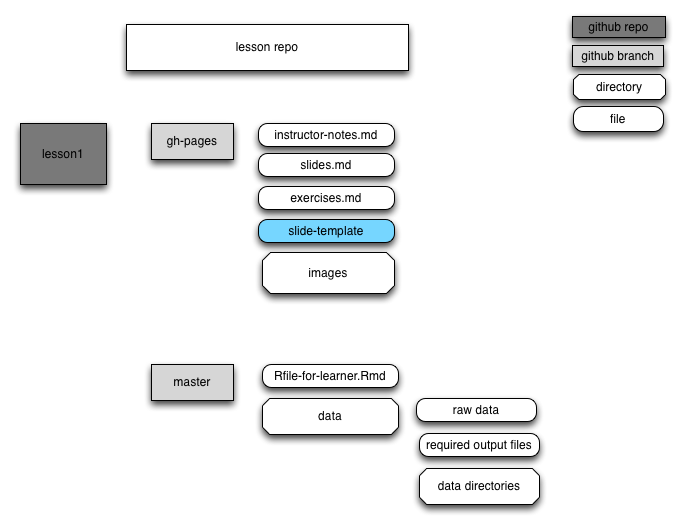 lesson repo
github repo
github branch
directory
file
lesson1
gh-pages
instructor-notes.md
slides.md
exercises.md
slide-template
images
master
Rfile-for-learner.Rmd
data
raw data
required output files
data directories